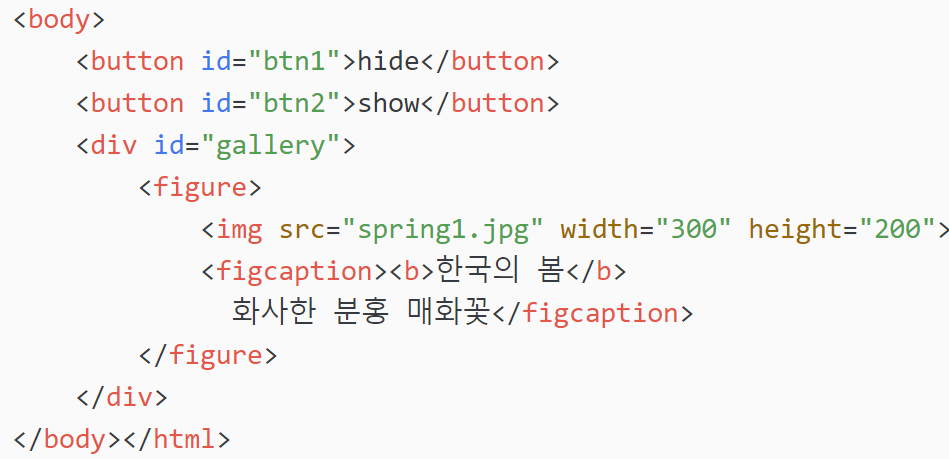 <body>
<button id="btn1">hide</button>
<button id="btn2">show</button>
<div id="gallery">
<figure>
<img src="spring1.jpg" width="300" height="200">
<figcaption><b>한국의 봄</b>
화사한 분홍 매화꽃</figcaption>
</figure>
</div>
</body></html>